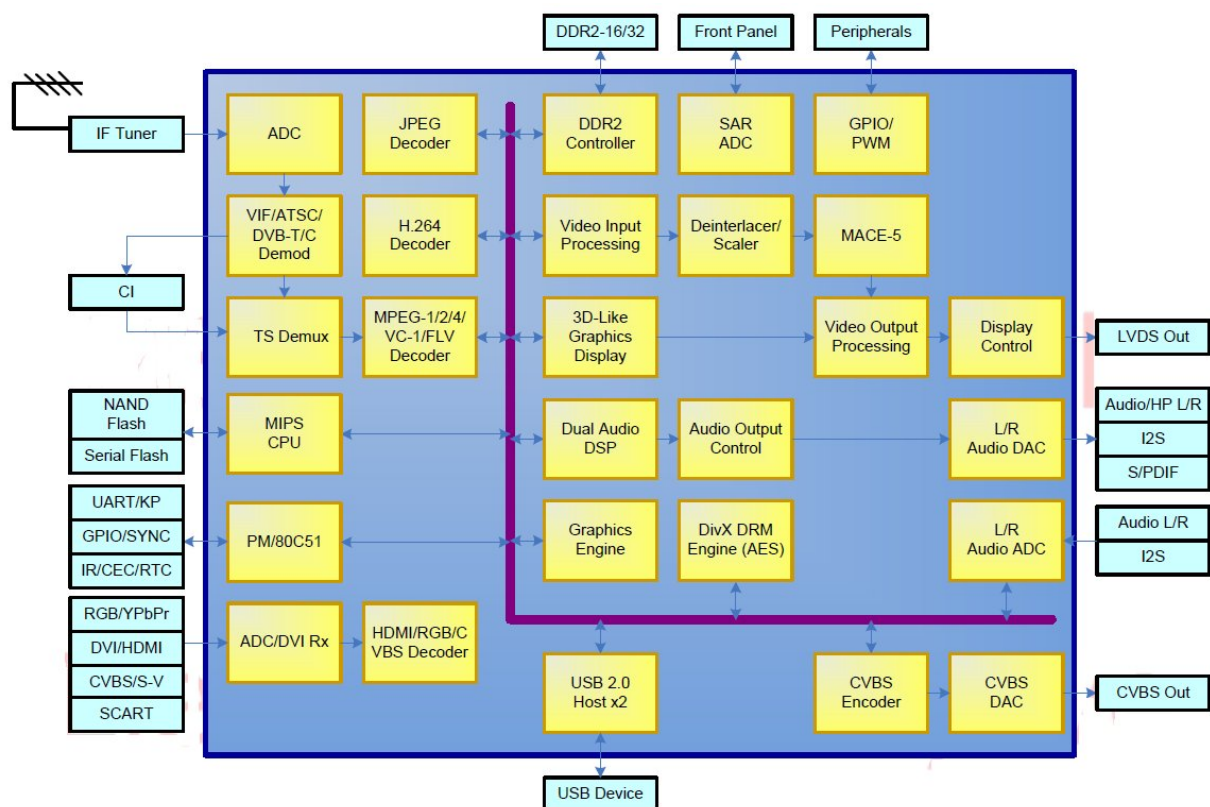 DDR2-16/32
Front Panel
Peripherals
IF Tuner
ADC
JPEG
Decoder
DDR2
Controller
SAR
ADC
GPIO/
PWM
VIF/ATSC/
DVB-T/C
Demod
H.264
Decoder
Video Input
Processing
Deinterlacer/
Scaler
MACE-5
CI
TS Demux
MPEG-1/2/4/
VC-1/FLV
Decoder
3D-Like
Graphics
Display
Video Output
Processing
Display
Control
LVDS Out
NAND
Flash
Serial Flash
MIPS
CPU
Dual Audio
DSP
Audio Output
Control
L/R
Audio DAC
Audio/HP L/R
I2S
S/PDIF
UART/KP
GPIO/SYNC
IR/CEC/RTC
PM/80C51
Graphics
Engine
DivX DRM
Engine (AES)
L/R
Audio ADC
Audio L/R
I2S
RGB/YPbPr
DVI/HDMI
CVBS/S-V
SCART
ADC/DVI Rx
HDMI/RGB/C
VBS Decoder
USB 2.0
Host x2
CVBS
Encoder
CVBS
DAC
CVBS Out
USB Device